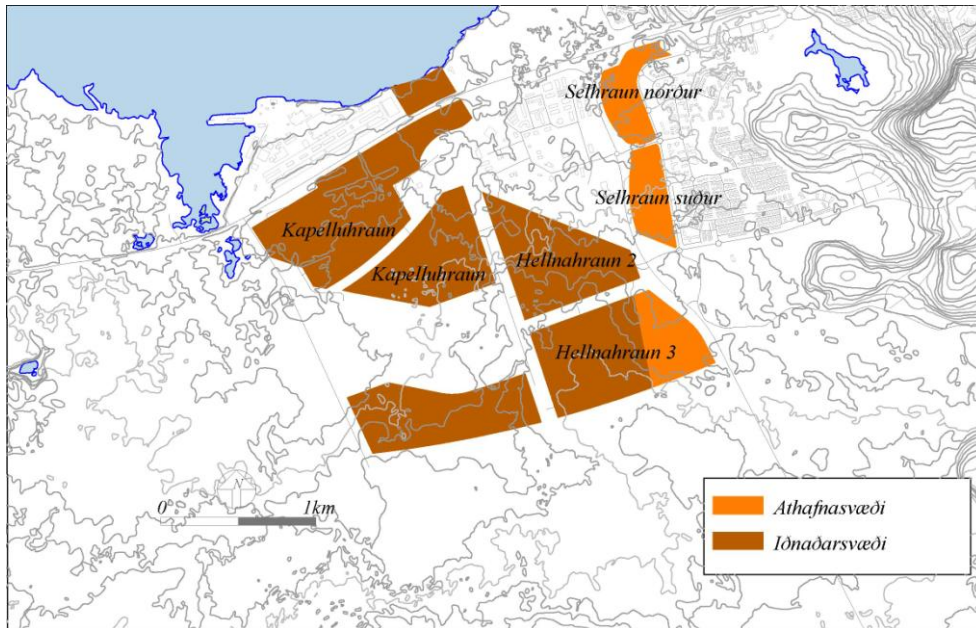 Selhraun norður
Selhraun suður
Kapelluhraun
Kapelluhraun
Hellnahraun 2
Hellnahraun 3
N
0 1km
Athafnasvæði
Iðnaðarsvæði